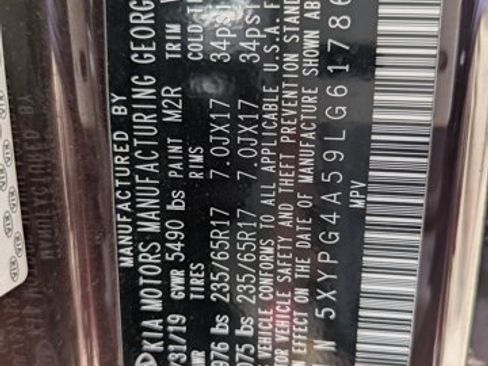 MANUFACTURED BY
KIA MOTORS MANUFACTURING GEORG
/31/19 GVWR 5490 lbs PAINT M2R TRIM
TIRES RIMS COLD
976 lbs 235/65R17 7.0JX17 34psi
075 lbs 235/65R17 7.0JX17 34psi
VEHICLE CONFORMS TO ALL APPLICABLE U.S.A. F
OR VEHICLE SAFETY AND THEFT PREVENTION STAND
ON THE DATE OF MANUFACTURE SHOWN AB
N 5XYPG4A59LG61786
MPV